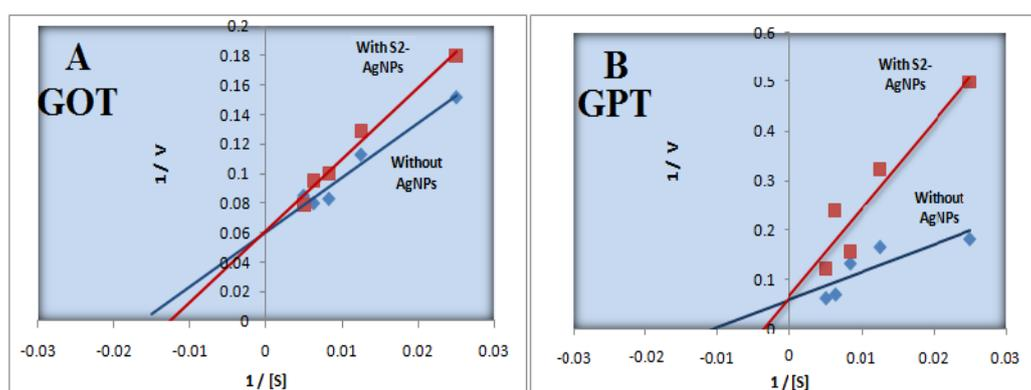 A
GOT
With S2-
AgNPs
Without
AgNPs
1 / V
0.2
0.18
0.16
0.14
0.12
0.1
0.08
0.06
0.04
0.02
0
-0.03 -0.02 -0.01 0 0.01 0.02 0.03
1 / [S]
B
GPT
With S2-
AgNPs
Without
AgNPs
1 / V
0.6
0.5
0.4
0.3
0.2
0.1
0
-0.03 -0.02 -0.01 0 0.01 0.02 0.03
1 / [S]